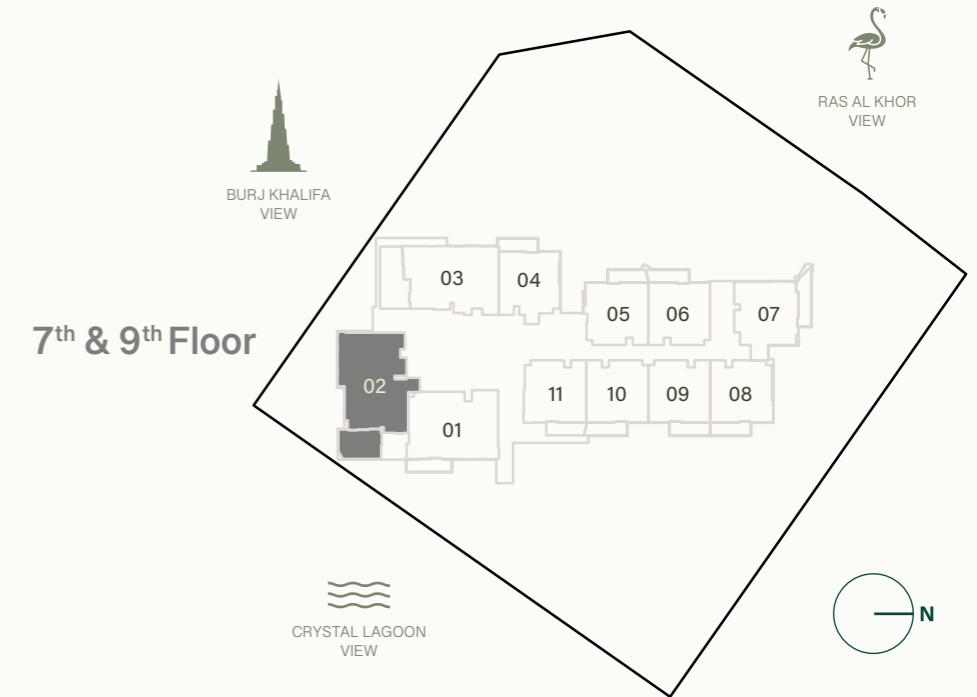 RAS AL KHOR
VIEW
BURJ KHALIFA
VIEW
03
04
05
06
07
7th & 9th Floor
02
11
10
09
08
01
CRYSTAL LAGOON
VIEW
N